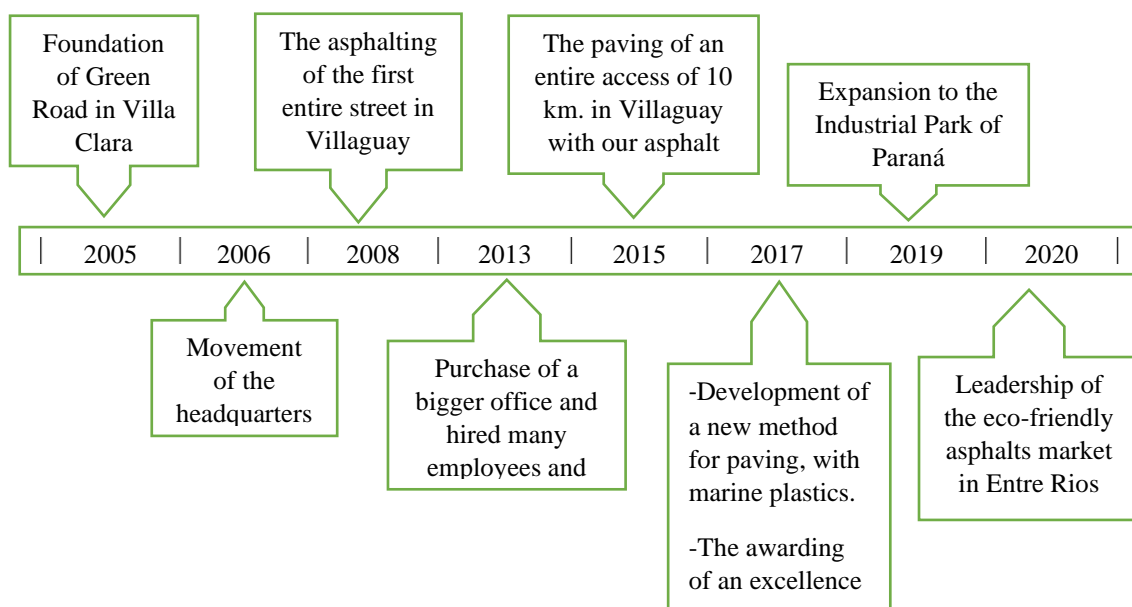 Foundation
of Green
Road in Villa
Clara
The asphalting
of the first
entire street in
Villaguay
The paving of an
entire access of 10
km. in Villaguay
with our asphalt
Expansion to the
Industrial Park of
Paraná
| 2005 | 2006 | 2008 | 2013 | 2015 | 2017 | 2019 | 2020 |
Movement
of the
headquarters
Purchase of a
bigger office and
hired many
employees and
-Development of
a new method
for paving, with
marine plastics.
-The awarding
of an excellence
Leadership of
the eco-friendly
asphalts market
in Entre Rios